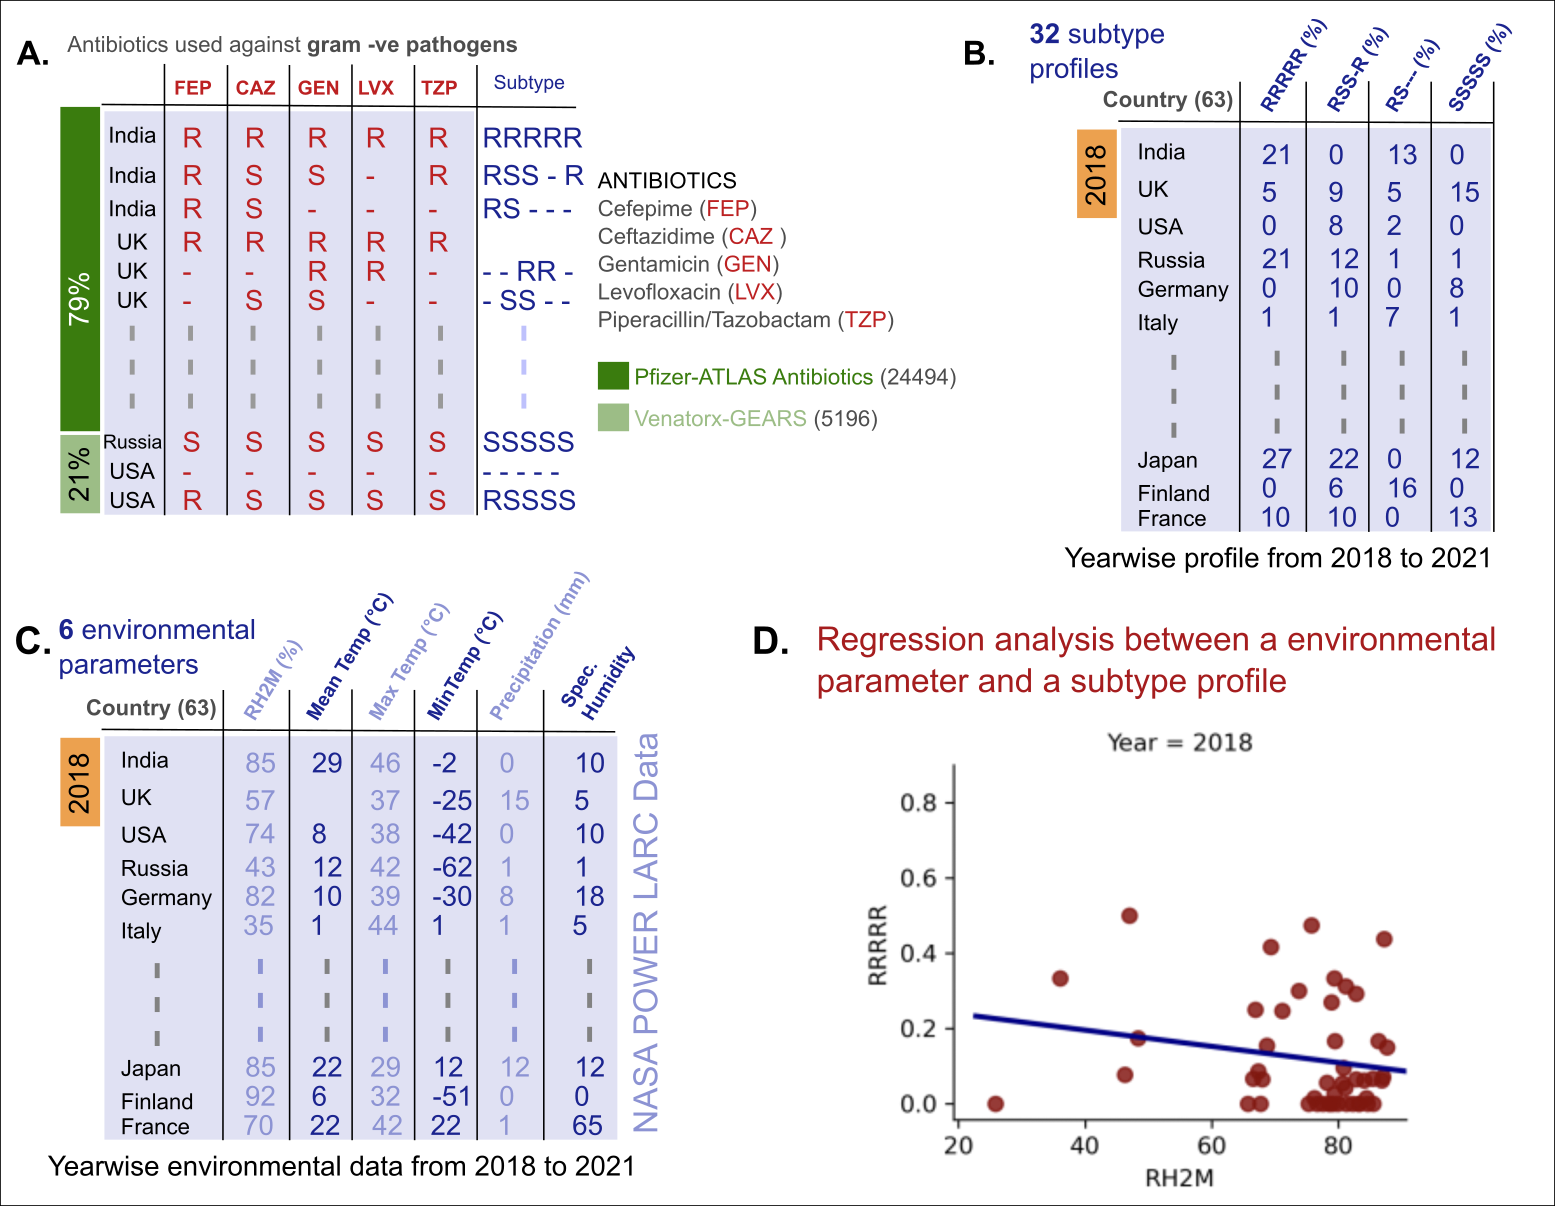 A.
Antibiotics used against gram -ve pathogens
FEP CAZ GEN LVX TZP Subtype
79%
India R R R R R RRRRR
India R S S - R RSS - R
India R S - - - RS - - -
UK R R R R R
UK - - R R - - - RR -
UK - S S - - - SS - -
21%
Russia S S S S S SSSSS
USA - - - - - - - - - -
USA R S S S S RSSSS
ANTIBIOTICS
Cefepime (FEP)
Ceftazidime (CAZ )
Gentamicin (GEN)
Levofloxacin (LVX)
Piperacillin/Tazobactam (TZP)
Pfizer-ATLAS Antibiotics (24494)
Venatorx-GEARS (5196)
B.
32 subtype
profiles
Country (63) RRRRR (%) RSS-R (%) RS--- (%) SSSSS (%)
2018
India 21 0 13 0
UK 5 9 5 15
USA 0 8 2 0
Russia 21 12 1 1
Germany 0 10 0 8
Italy 1 1 7 1
Japan 27 22 0 12
Finland 0 6 16 0
France 10 10 0 13
Yearwise profile from 2018 to 2021
C.
6 environmental
parameters
Country (63) RH2M (%) Mean Temp (°C) Max Temp (°C) MinTemp (°C) Precipitation (mm) Spec. Humidity
2018
India 85 29 46 -2 0 10
UK 57 37 -25 15 5
USA 74 8 38 -42 0 10
Russia 43 12 42 -62 1 1
Germany 82 10 39 -30 8 18
Italy 35 1 44 1 1 5
Japan 85 22 29 12 12 12
Finland 92 6 32 -51 0 0
France 70 22 42 22 1 65
NASA POWER LARC Data
Yearwise environmental data from 2018 to 2021
D.
Regression analysis between a environmental
parameter and a subtype profile
Year = 2018
RRRRR
0.8
0.6
0.4
0.2
0.0
20 40 60 80
RH2M